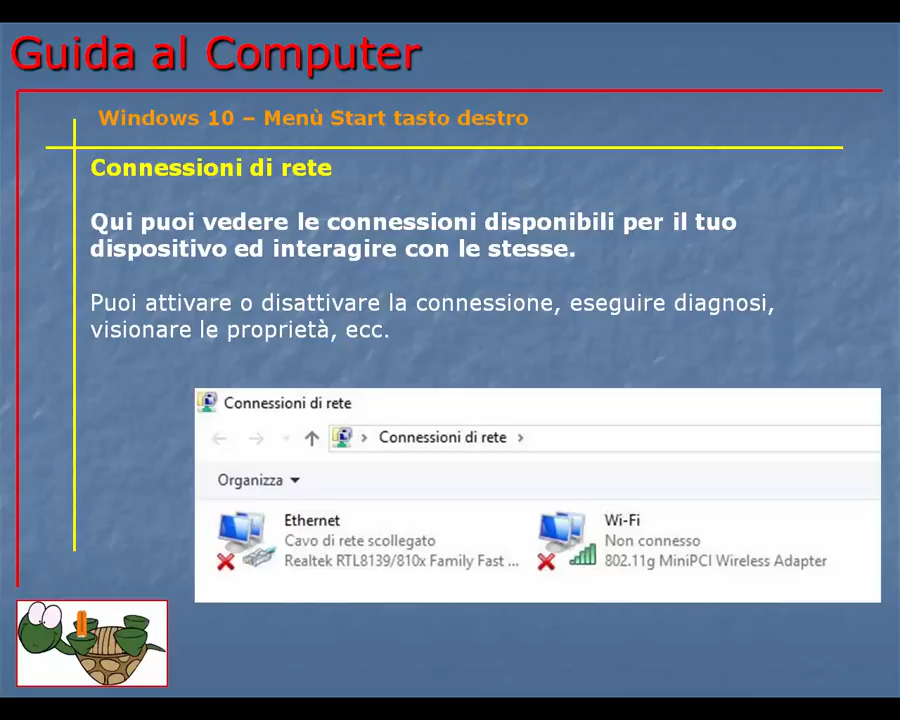 Guida al Computer
Windows 10 – Menù Start tasto destro
Connessioni di rete
Qui puoi vedere le connessioni disponibili per il tuo
dispositivo ed interagire con le stesse.
Puoi attivare o disattivare la connessione, eseguire diagnosi,
visionare le proprietà, ecc.
Connessioni di rete
Connessioni di rete
Organizza
Ethernet
Cavo di rete scollegato
Realtek RTL8139/810x Family Fast ...
Wi-Fi
Non connesso
802.11g MiniPCI Wireless Adapter